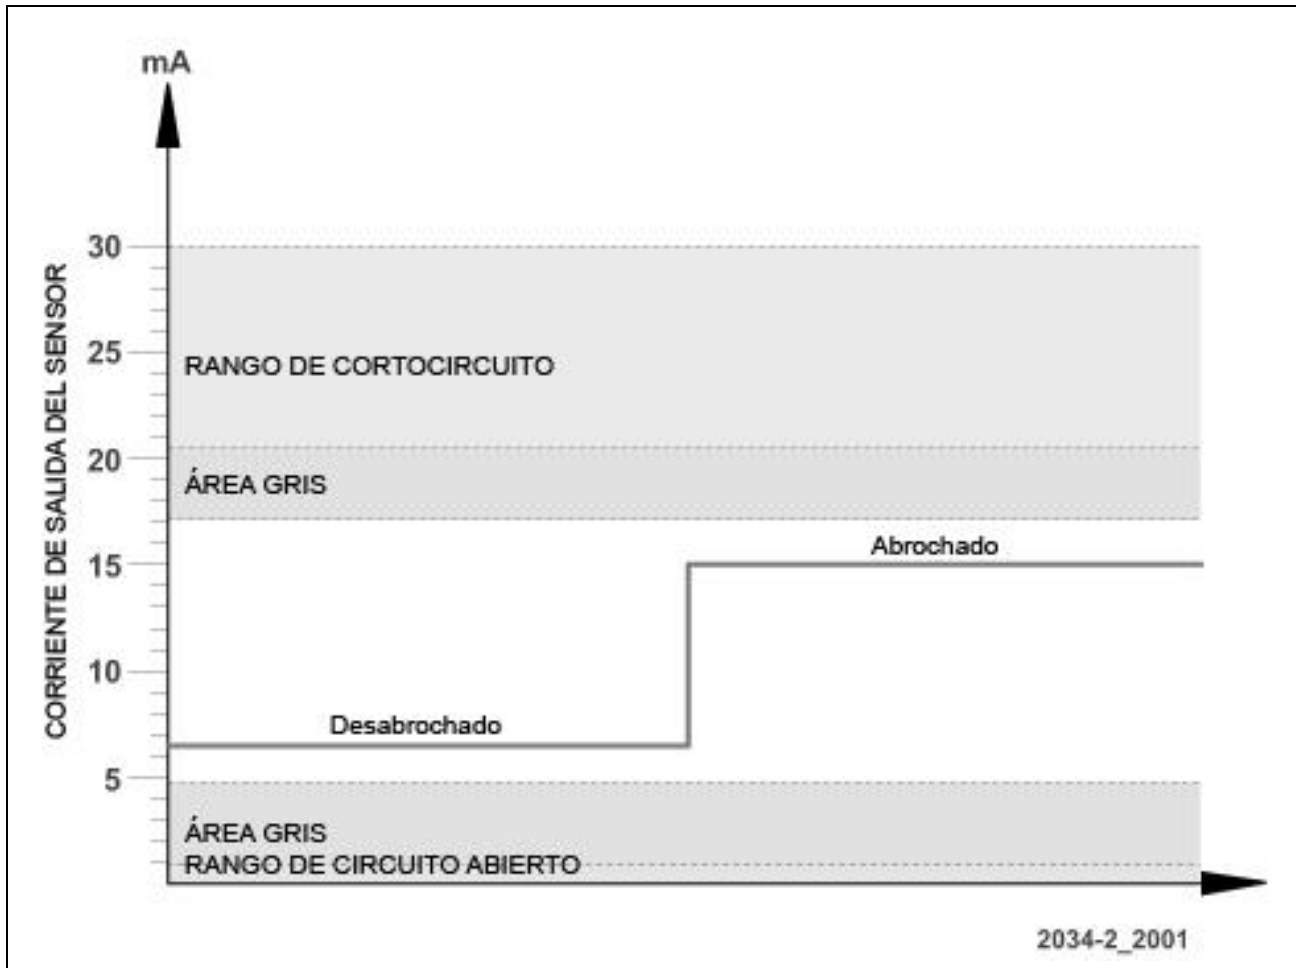 mA
CORRIENTE DE SALIDA DEL SENSOR
30
25
RANGO DE CORTOCIRCUITO
20
ÁREA GRIS
Abrochado
15
10
Desabrochado
5
ÁREA GRIS
RANGO DE CIRCUITO ABIERTO
2034-2_2001